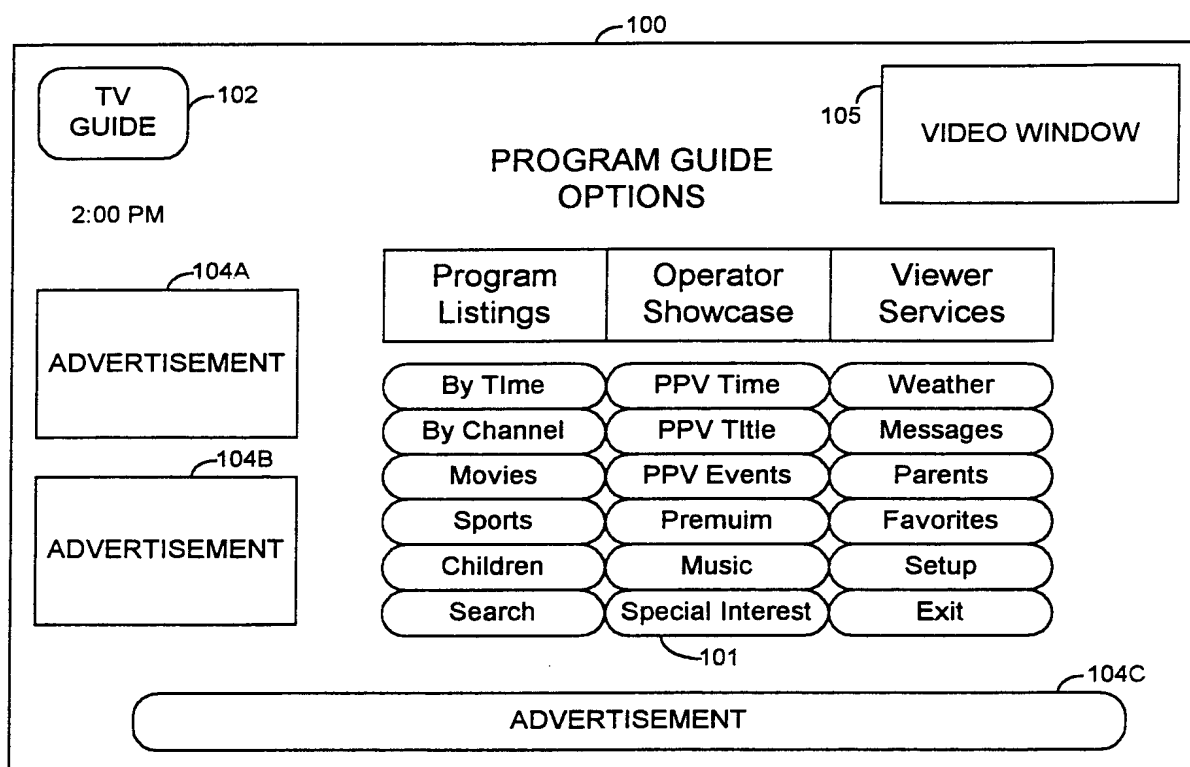 100
TV
GUIDE
102
105
VIDEO WINDOW
PROGRAM GUIDE
OPTIONS
2:00 PM
104A
ADVERTISEMENT
104B
ADVERTISEMENT
Program
Listings
Operator
Showcase
Viewer
Services
By TIme
PPV Time
Weather
By Channel
PPV TItle
Messages
Movies
PPV Events
Parents
Sports
Premuim
Favorites
Children
Music
Setup
Search
Special Interest
Exit
101
104C
ADVERTISEMENT